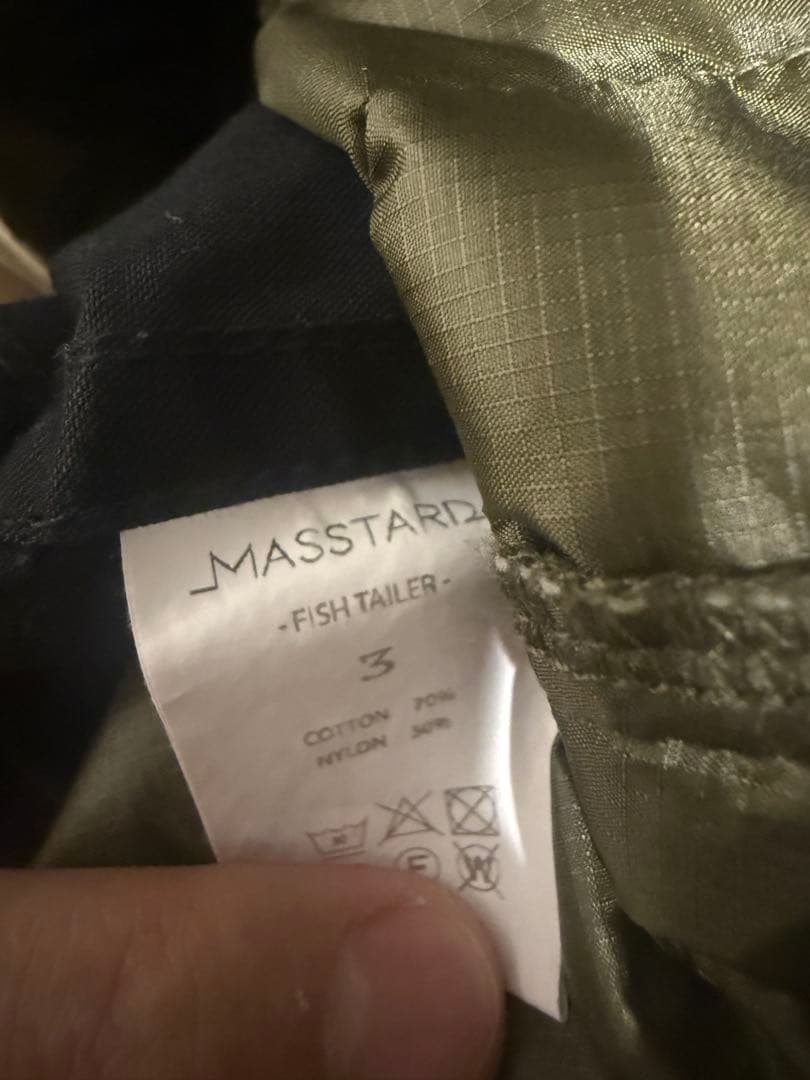 MASSTARD
-FISH TAILER-
3
COTTON 70%
NYLON 30%
F
W